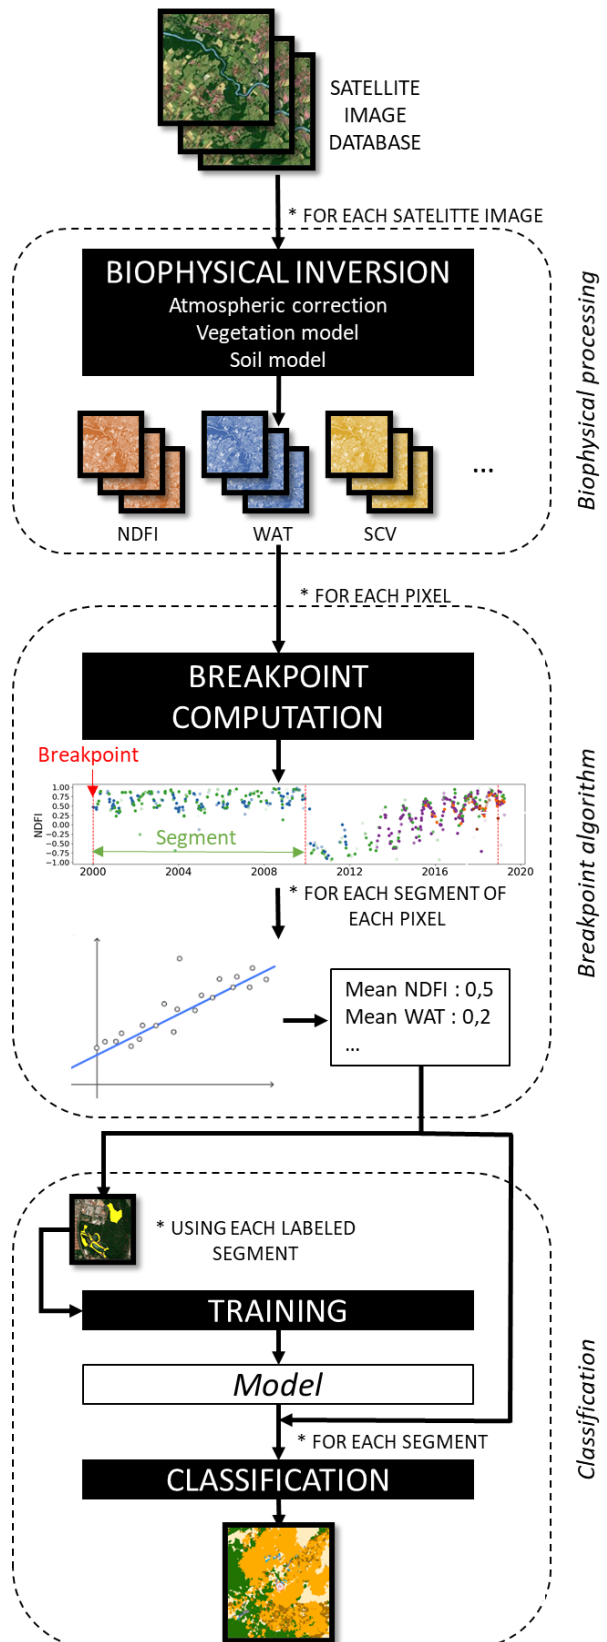 SATELLITE
IMAGE
DATABASE
* FOR EACH SATELITTE IMAGE
BIOPHYSICAL INVERSION
Atmospheric correction
Vegetation model
Soil model
...
NDFI
WAT
SCV
Biophysical processing
* FOR EACH PIXEL
BREAKPOINT
COMPUTATION
Breakpoint
1.00
0.75
0.50
0.25
0.00
−0.25
−0.50
−0.75
−1.00
NDFI
Segment
2000
2004
2008
2012
2016
2020
* FOR EACH SEGMENT OF
EACH PIXEL
Mean NDFI : 0,5
Mean WAT : 0,2
...
Breakpoint algorithm
* USING EACH LABELED
SEGMENT
TRAINING
Model
* FOR EACH SEGMENT
CLASSIFICATION
Classification